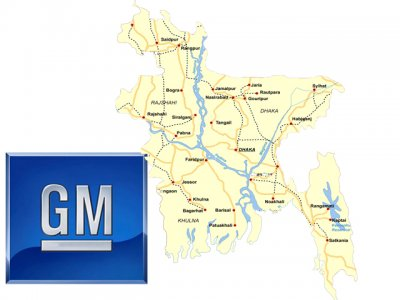 Saidpur
Rangpur
Bogra
Jamalpur
Jaria
Sylhet
Nasirabad
Rautpara
Gouripur
RAJSHAHI
DHAKA
Rajshahi
Sirajganj
Tangail
Habiganj
Pabna
DHAKA
Faridpur
Jessor
Khulna
Bagerhat
Barisal
Noakhali
KHULNA
Patuakhali
Rangamati
Kaptai
Satkania
GM